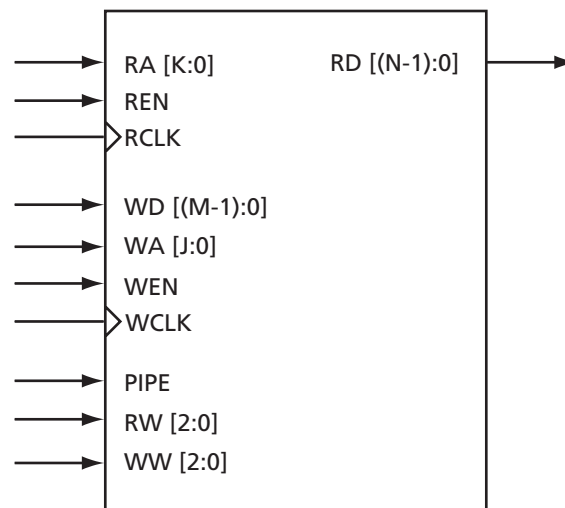 RA [K:0] RD [(N-1):0]
REN
RCLK
WD [(M-1):0]
WA [J:0]
WEN
WCLK
PIPE
RW [2:0]
WW [2:0]